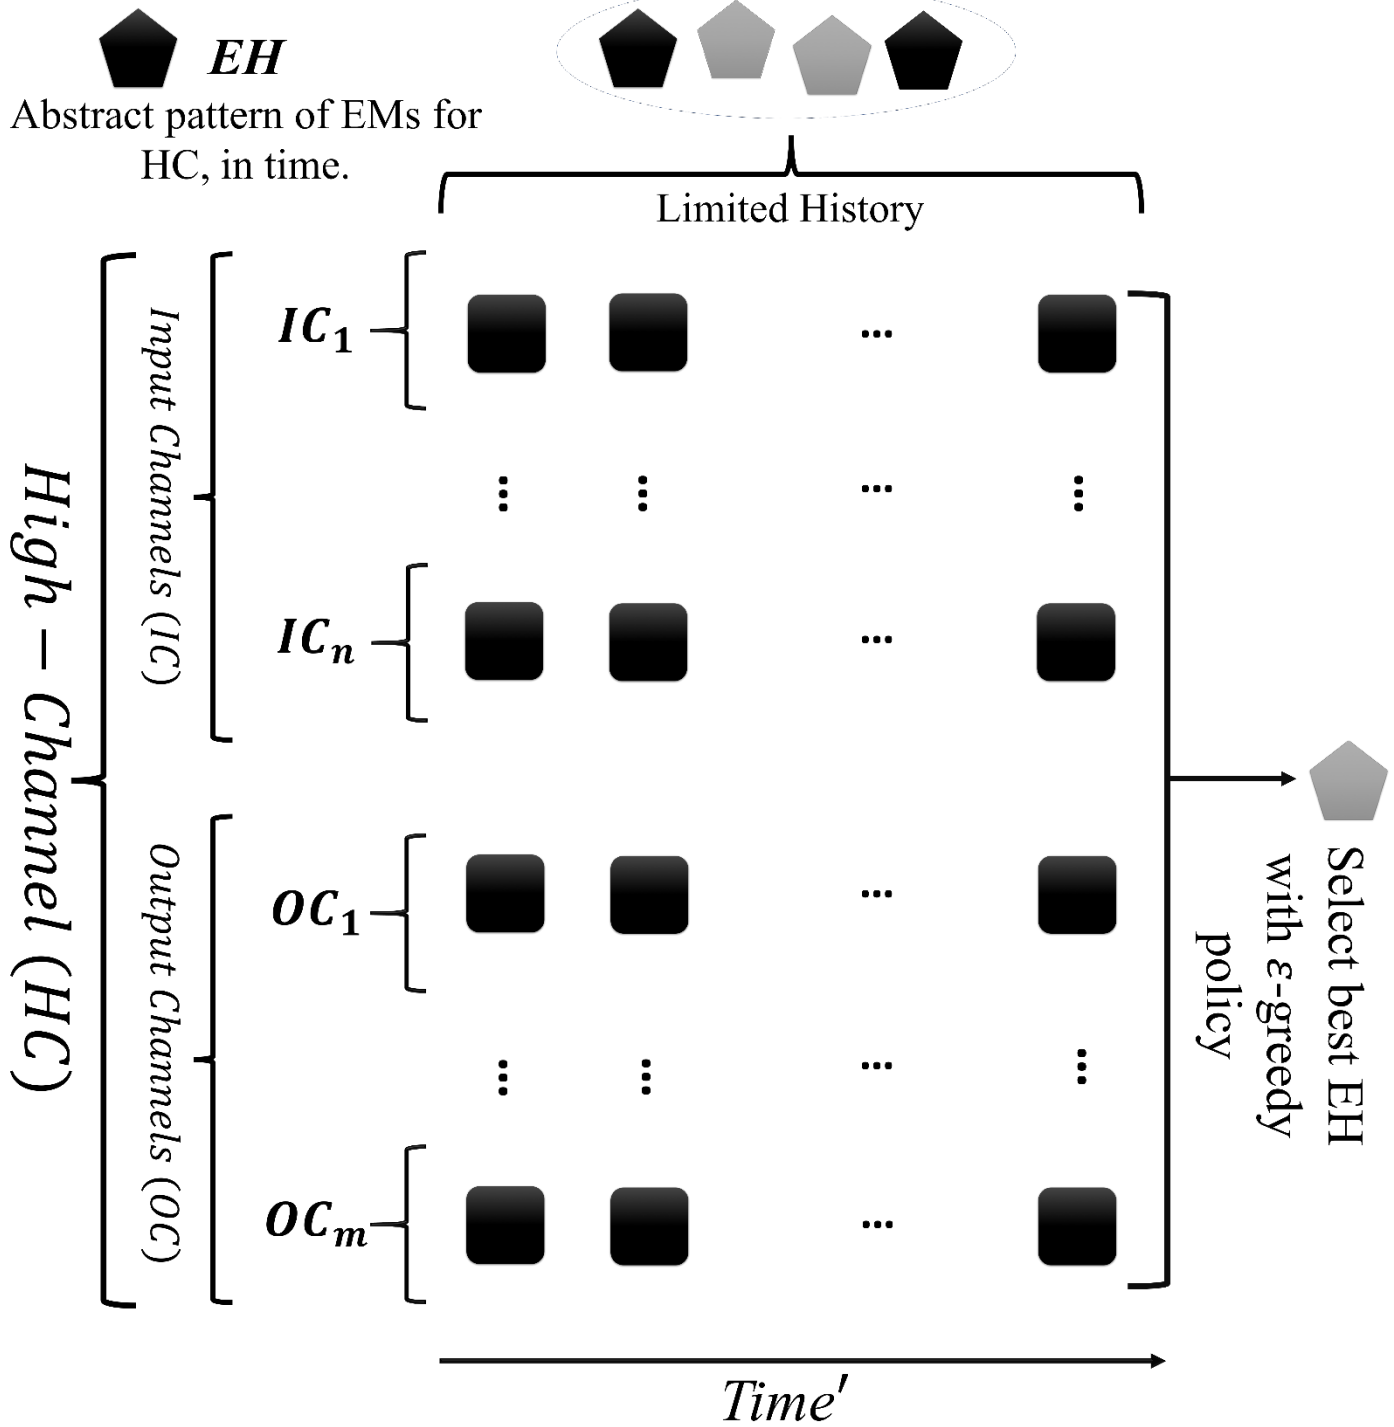 EH
Abstract pattern of EMs for
HC, in time.
Limited History
High − Channel (HC)
Input Channels (IC)
IC₁
...
⋮
⋮
...
⋮
ICₙ
...
Output Channels (OC)
OC₁
...
⋮
⋮
...
⋮
OCₘ
...
Select best EH
with ε-greedy
policy
Time′